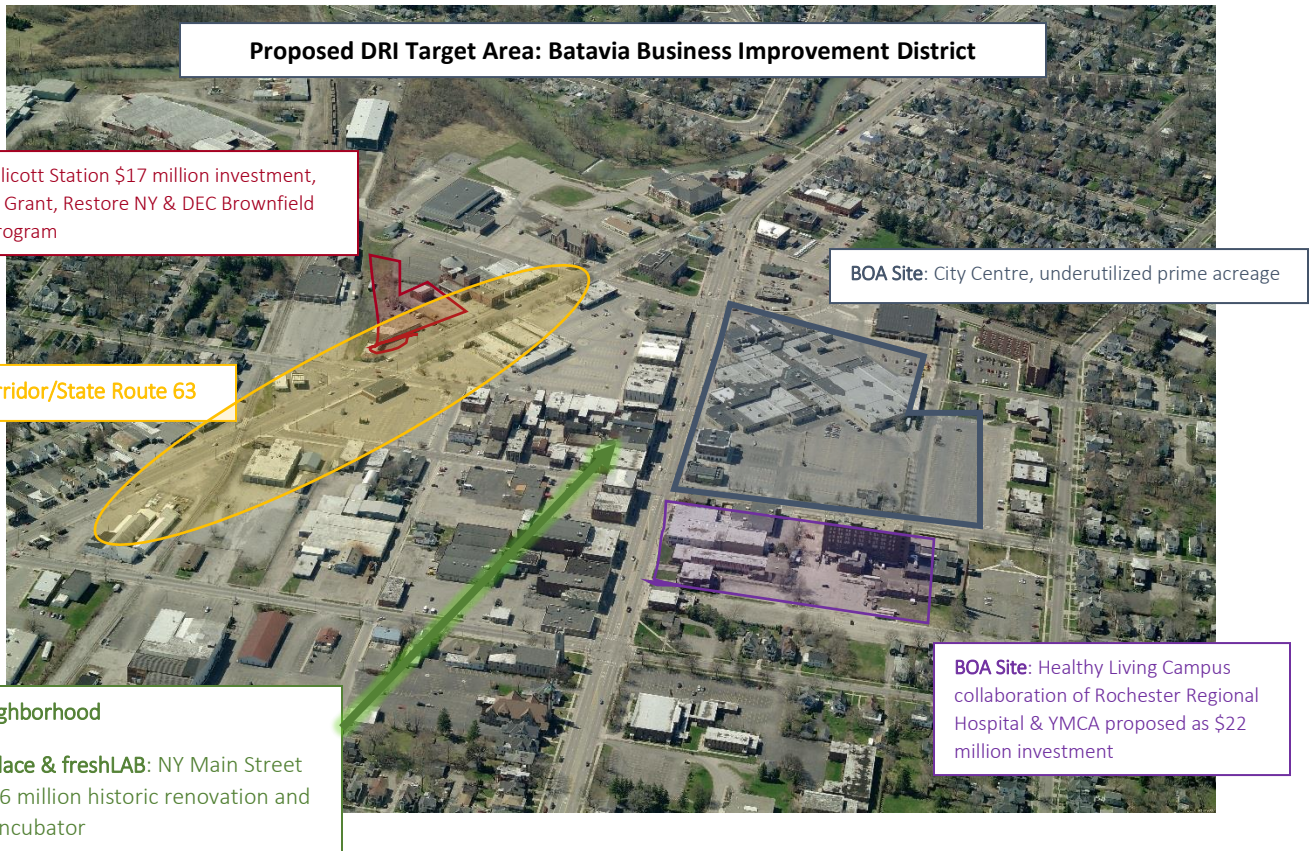 Proposed DRI Target Area: Batavia Business Improvement District
licott Station $17 million investment,
Grant, Restore NY & DEC Brownfield
rogram
BOA Site: City Centre, underutilized prime acreage
rridor/State Route 63
BOA Site: Healthy Living Campus
collaboration of Rochester Regional
Hospital & YMCA proposed as $22
million investment
ghborhood
lace & freshLAB: NY Main Street
6 million historic renovation and
ncubator